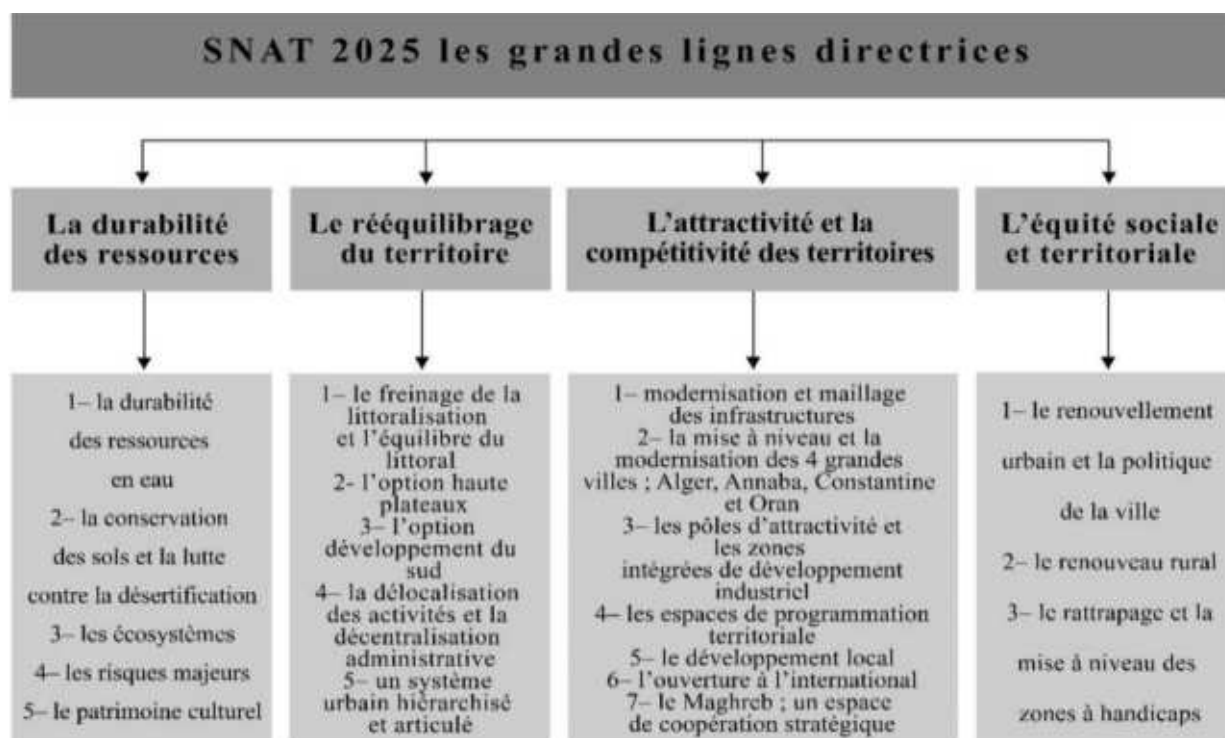 SNAT 2025 les grandes lignes directrices
La durabilité
des ressources
Le rééquilibrage
du territoire
L'attractivité et la
compétitivité des territoires
L'équité sociale
et territoriale
1– la durabilité
des ressources
en eau
2– la conservation
des sols et la lutte
contre la désertification
3– les écosystèmes
4– les risques majeurs
5– le patrimoine culturel
1– le freinage de la
littoralisation
et l'équilibre du
littoral
2- l'option haute
plateaux
3– l'option
développement du
sud
4– la délocalisation
des activités et la
décentralisation
administrative
5– un système
urbain hiérarchisé
et articulé
1– modernisation et maillage
des infrastructures
2– la mise à niveau et la
modernisation des 4 grandes
villes ; Alger, Annaba, Constantine
et Oran
3– les pôles d'attractivité et
les zones
intégrées de développement
industriel
4– les espaces de programmation
territoriale
5– le développement local
6– l'ouverture à l'international
7– le Maghreb ; un espace
de coopération stratégique
1– le renouvellement
urbain et la politique
de la ville
2– le renouveau rural
3– le rattrapage et la
mise à niveau des
zones à handicaps